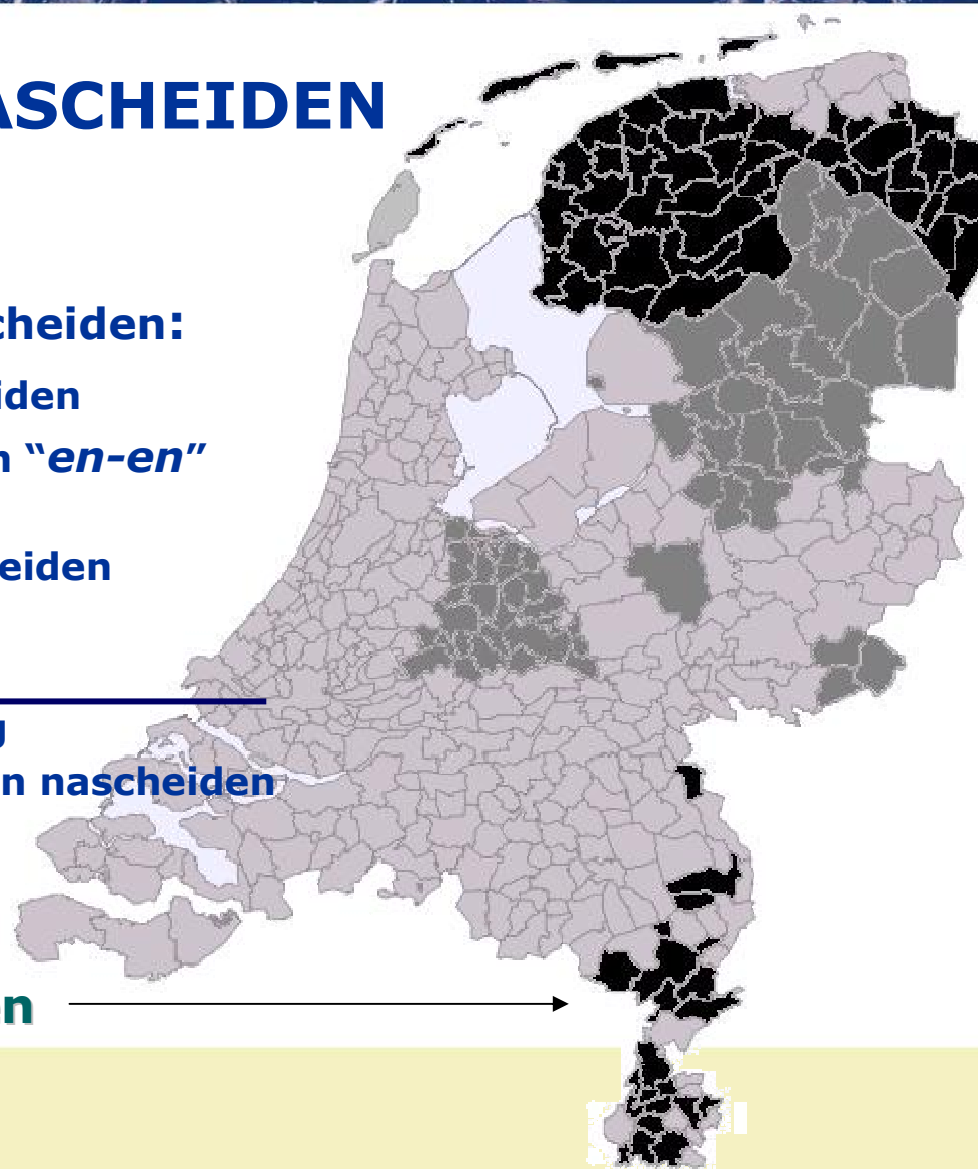 ASCHEIDEN
cheiden:
iden
n “en-en”
eiden
g
n nascheiden
n